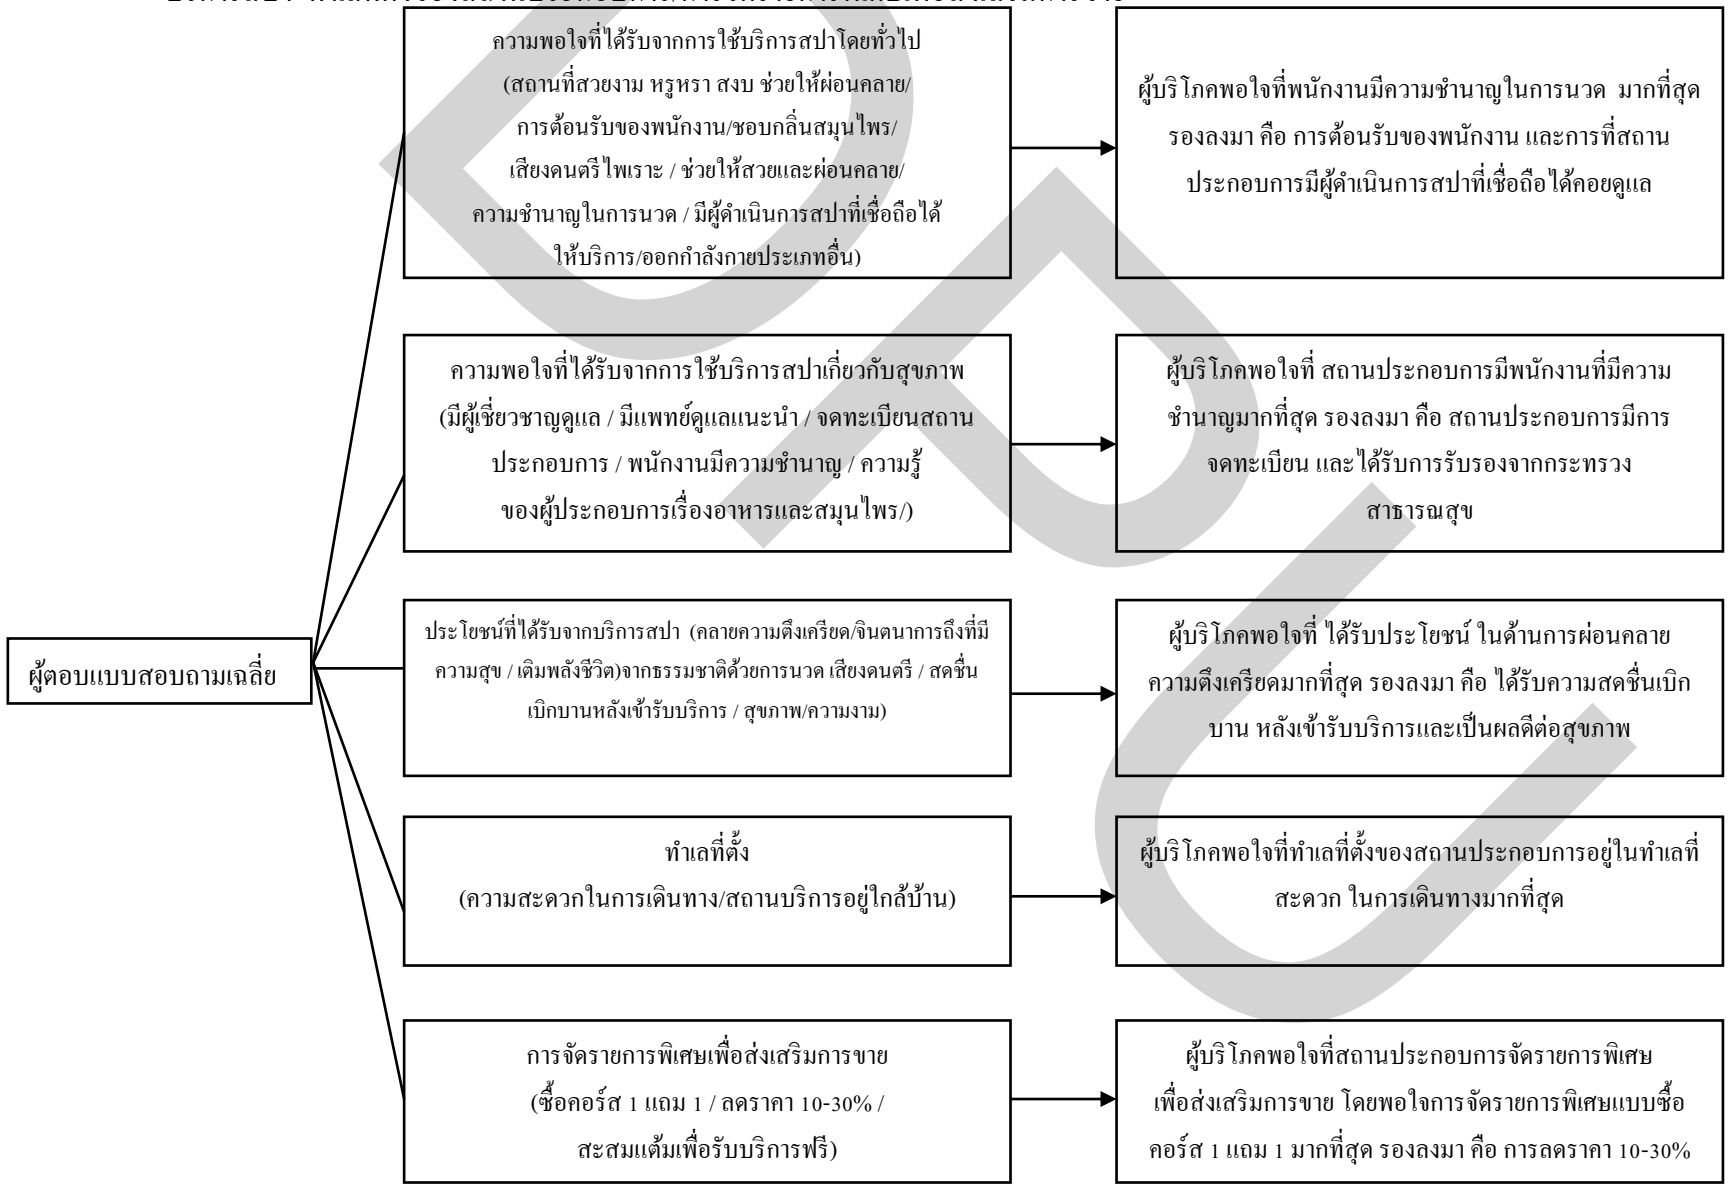 ความพอใจที่ได้รับจากการใช้บริการสปาโดยทั่วไป
(สถานที่สวยงาม หรูหรา สงบ ช่วยให้ผ่อนคลาย/
การต้อนรับของพนักงาน/ชอบกลิ่นสมุนไพร/
เสียงดนตรีไพเราะ / ช่วยให้สวยและผ่อนคลาย/
ความชำนาญในการนวด / มีผู้ดำเนินการสปาที่เชื่อถือได้
ให้บริการ/ออกกำลังกายประเภทอื่น)
ผู้บริโภคพอใจที่พนักงานมีความชำนาญในการนวด มากที่สุด
รองลงมา คือ การต้อนรับของพนักงาน และการที่สถาน
ประกอบการมีผู้ดำเนินการสปาที่เชื่อถือได้คอยดูแล
ความพอใจที่ได้รับจากการใช้บริการสปาเกี่ยวกับสุขภาพ
(มีผู้เชี่ยวชาญดูแล / มีแพทย์ดูแลแนะนำ / จดทะเบียนสถาน
ประกอบการ / พนักงานมีความชำนาญ / ความรู้
ของผู้ประกอบการเรื่องอาหารและสมุนไพร/)
ผู้บริโภคพอใจที่ สถานประกอบการมีพนักงานที่มีความ
ชำนาญมากที่สุด รองลงมา คือ สถานประกอบการมีการ
จดทะเบียน และได้รับการรับรองจากกระทรวง
สาธารณสุข
ผู้ตอบแบบสอบถามเฉลี่ย
ประโยชน์ที่ได้รับจากบริการสปา (คลายความตึงเครียด/จินตนาการถึงที่มี
ความสุข / เติมพลังชีวิต)จากธรรมชาติด้วยการนวด เสียงดนตรี / สดชื่น
เบิกบานหลังเข้ารับบริการ / สุขภาพ/ความงาม)
ผู้บริโภคพอใจที่ ได้รับประโยชน์ ในด้านการผ่อนคลาย
ความตึงเครียดมากที่สุด รองลงมา คือ ได้รับความสดชื่นเบิก
บาน หลังเข้ารับบริการและเป็นผลดีต่อสุขภาพ
ทำเลที่ตั้ง
(ความสะดวกในการเดินทาง/สถานบริการอยู่ใกล้บ้าน)
ผู้บริโภคพอใจที่ทำเลที่ตั้งของสถานประกอบการอยู่ในทำเลที่
สะดวก ในการเดินทางมากที่สุด
การจัดรายการพิเศษเพื่อส่งเสริมการขาย
(ซื้อคอร์ส 1 แถม 1 / ลดราคา 10-30% /
สะสมแต้มเพื่อรับบริการฟรี)
ผู้บริโภคพอใจที่สถานประกอบการจัดรายการพิเศษ
เพื่อส่งเสริมการขาย โดยพอใจการจัดรายการพิเศษแบบซื้อ
คอร์ส 1 แถม 1 มากที่สุด รองลงมา คือ การลดราคา 10-30%
DPU